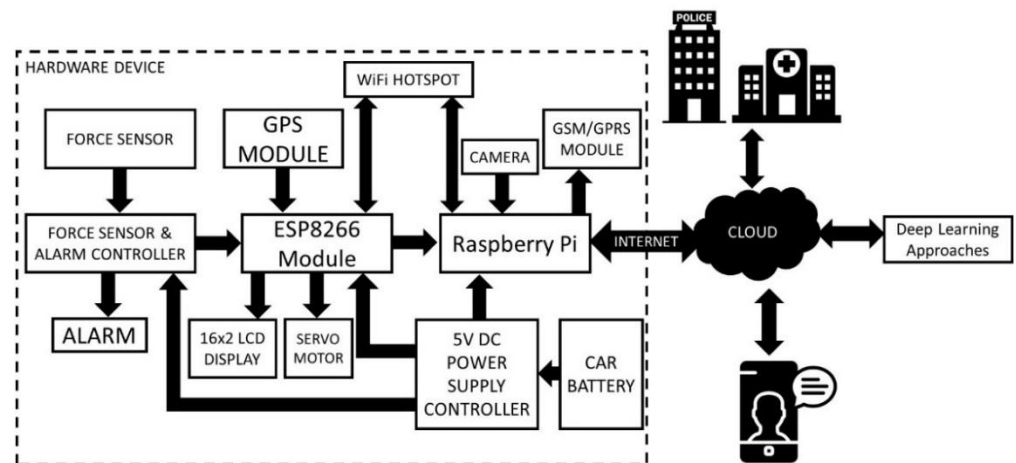 POLICE
HARDWARE DEVICE
WiFi HOTSPOT
FORCE SENSOR
GPS
MODULE
CAMERA
GSM/GPRS
MODULE
FORCE SENSOR &
ALARM CONTROLLER
ESP8266
Module
Raspberry Pi
INTERNET
CLOUD
Deep Learning
Approaches
ALARM
16x2 LCD
DISPLAY
SERVO
MOTOR
5V DC
POWER
SUPPLY
CONTROLLER
CAR
BATTERY